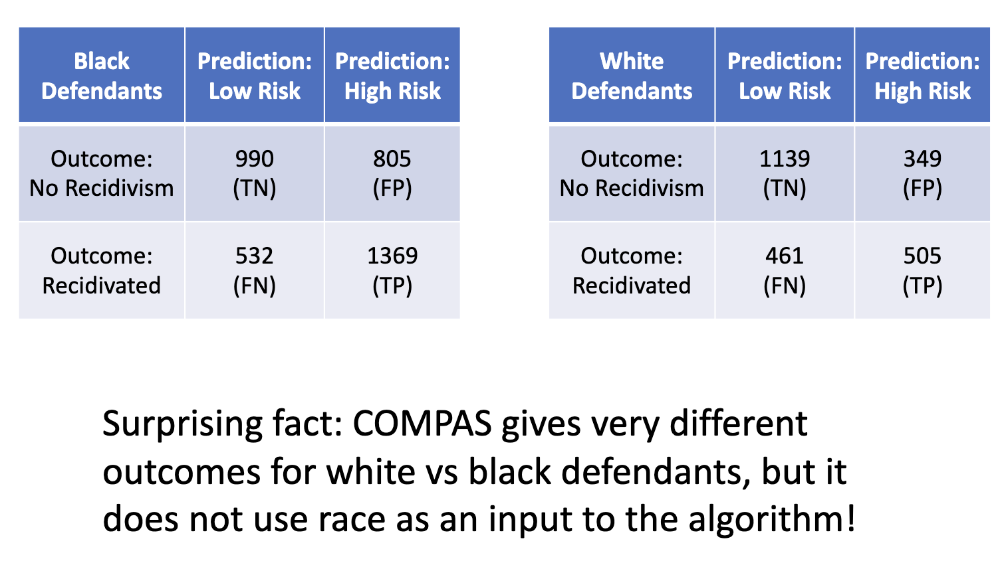 Black Defendants
Prediction: Low Risk
Prediction: High Risk
Outcome: No Recidivism
990 (TN)
805 (FP)
Outcome: Recidivated
532 (FN)
1369 (TP)
White Defendants
Prediction: Low Risk
Prediction: High Risk
Outcome: No Recidivism
1139 (TN)
349 (FP)
Outcome: Recidivated
461 (FN)
505 (TP)
Surprising fact: COMPAS gives very different
outcomes for white vs black defendants, but it
does not use race as an input to the algorithm!